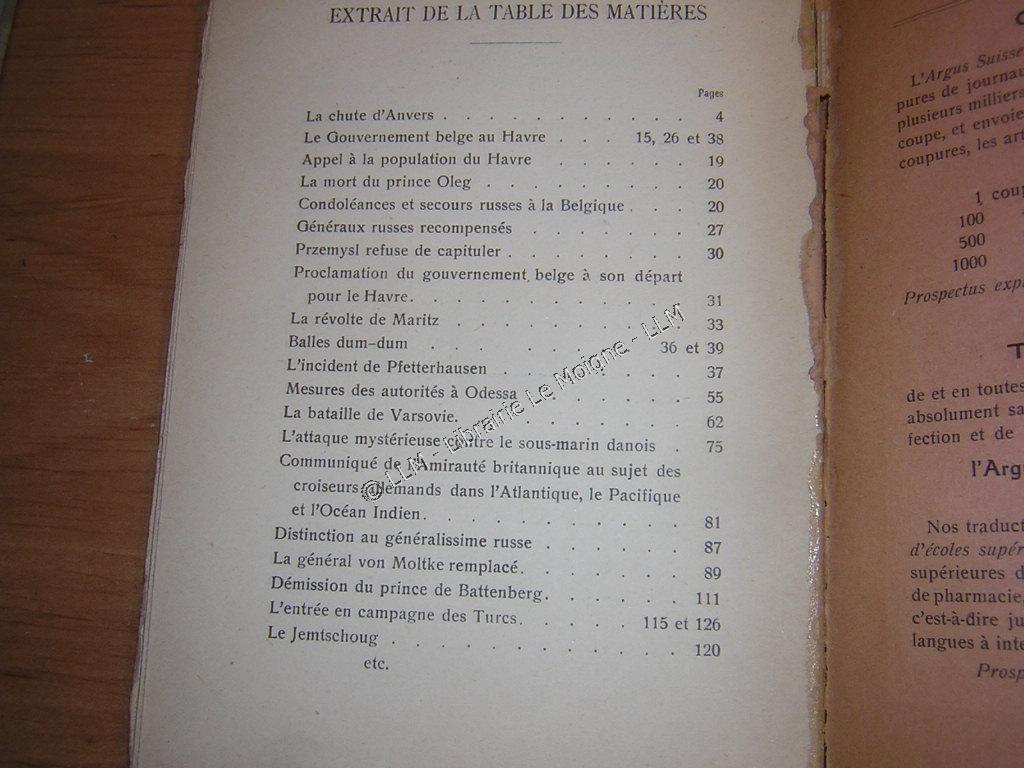 EXTRAIT DE LA TABLE DES MATIÈRES
Pages
La chute d'Anvers . . . . . . . . . . . 4
Le Gouvernement belge au Havre . . . 15, 26 et 38
Appel à la population du Havre . . . . . . 19
La mort du prince Oleg . . . . . . . . . 20
Condoléances et secours russes à la Belgique . . . 20
Généraux russes recompensés . . . . . . . 27
Przemysl refuse de capituler . . . . . . . . 30
Proclamation du gouvernement belge à son départ
pour le Havre. . . . . . . . . . . . 31
La révolte de Maritz . . . . . . . . . . 33
Balles dum-dum . . . . . . . 36 et 39
L'incident de Pfetterhausen . . . . . . . . 37
Mesures des autorités à Odessa . . . . . . . 55
La bataille de Varsovie. . . . . . . . . . 62
L'attaque mystérieuse contre le sous-marin danois . 75
Communiqué de l'Amirauté britannique au sujet des
croiseurs allemands dans l'Atlantique, le Pacifique
et l'Océan Indien. . . . . . . . . . . 81
Distinction au généralissime russe . . . . . . 87
La général von Moltke remplacé. . . . . . . 89
Démission du prince de Battenberg. . . . . . 111
L'entrée en campagne des Turcs. . . . . 115 et 126
Le Jemtschoug . . . . . . . . . . . . 120
etc.
© LLM - Librairie Le Moigne - LLM
L'Argus Suisse
pures de journau
plusieurs milliers
coupe, et envoie
coupures, les ar
1 coup
100
500
1000
Prospectus exp
T
de et en toutes
absolument sa
fection et de
l'Arg
Nos traduct
d'écoles supér
supérieures d
de pharmacie,
c'est-à-dire ju
langues à inte
Prosp